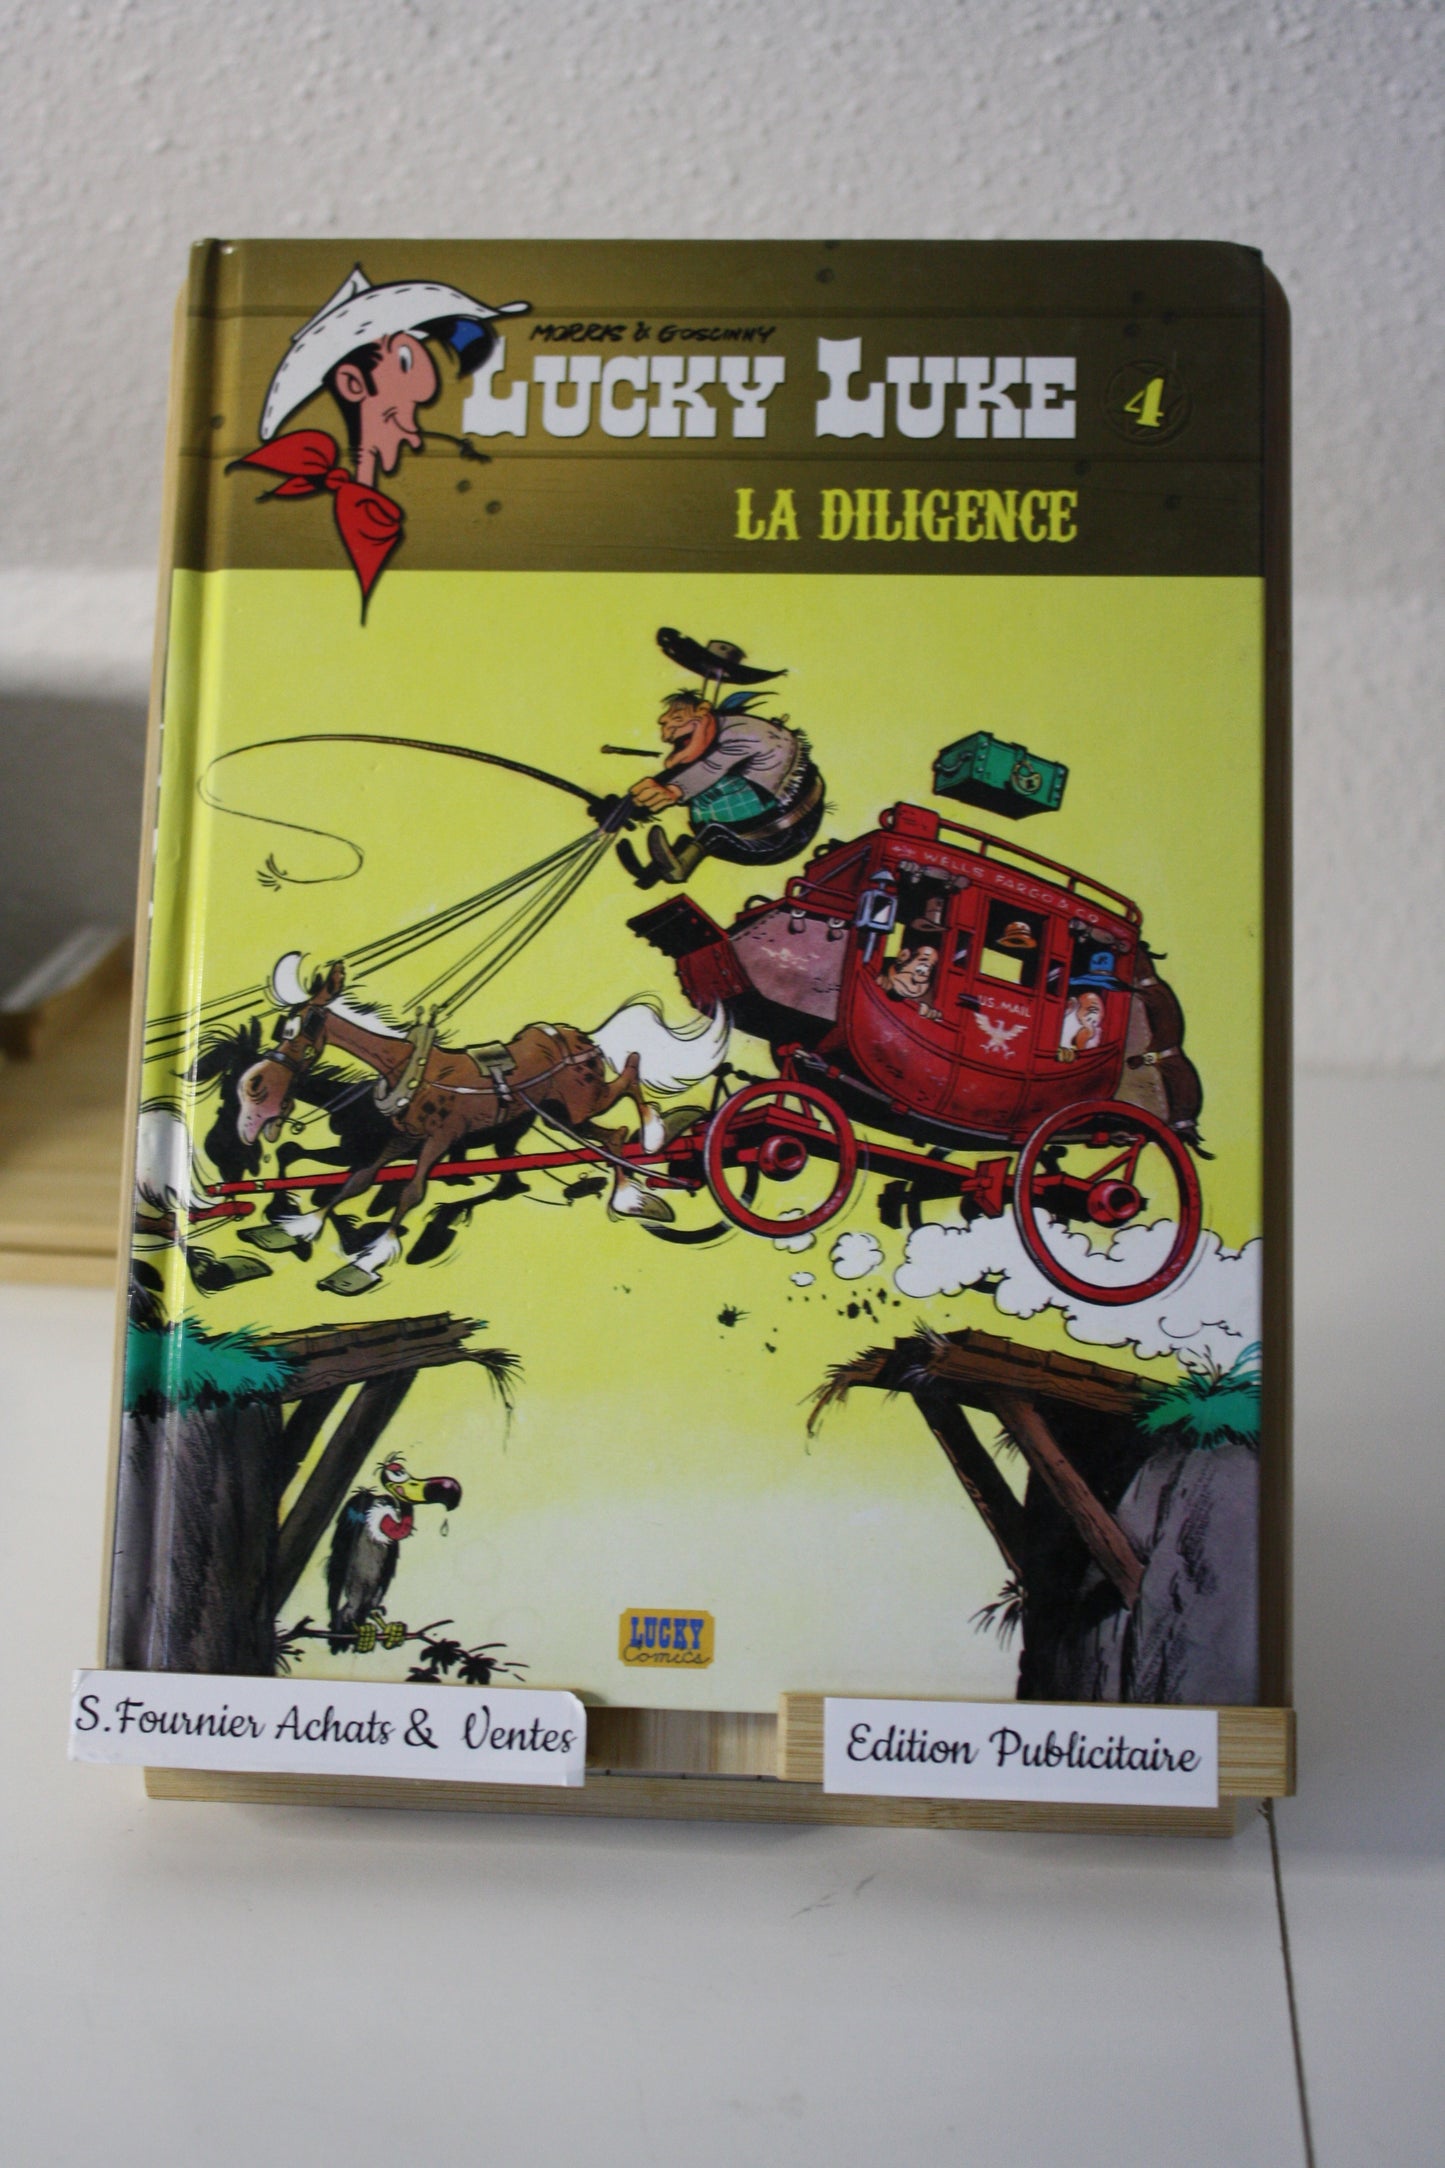 MORRIS & GOSCINNY
LUCKY LUKE 4
LA DILIGENCE
WELLS FARGO & CO
U.S. MAIL
LUCKY
Comics
S.Fournier Achats & Ventes
Edition Publicitaire